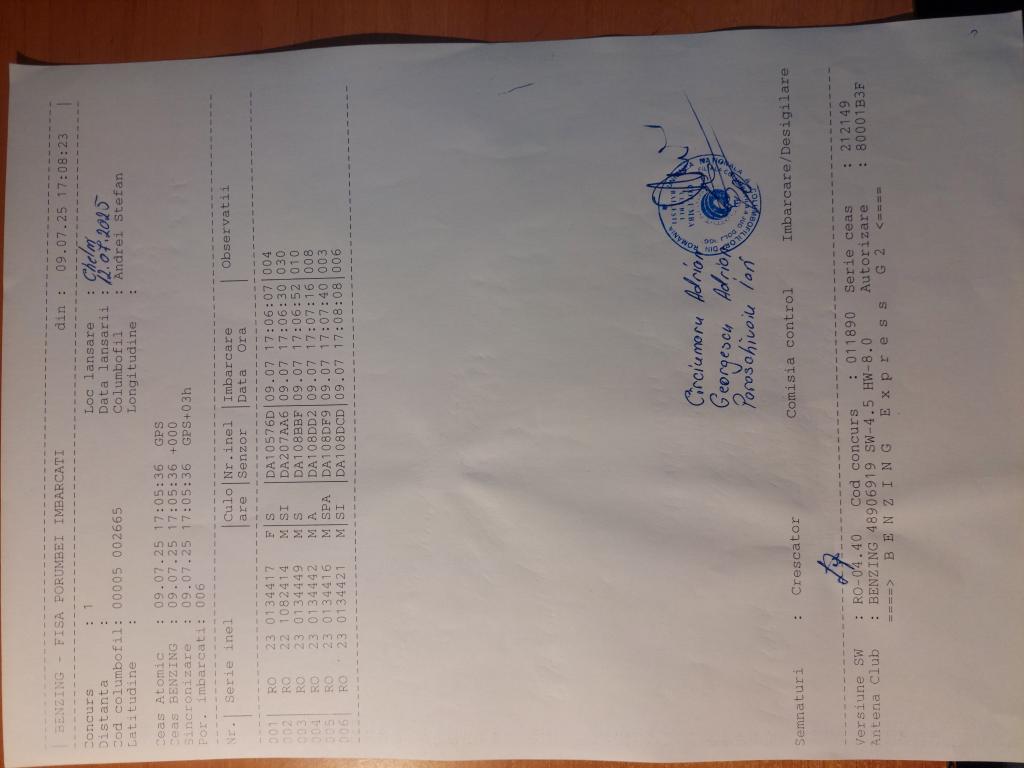 | BENZING - FISA PORUMBEI IMBARCATI din : 09.07.25 17:08:23 |
Concurs : 1 Loc lansare : Chelm
Distanta : Data lansarii : 12.07.2025
Cod columbofil: 00005 002665 Columbofil : Andrei Stefan
Latitudine : Longitudine :
Ceas Atomic : 09.07.25 17:05:36 GPS
Ceas BENZING : 09.07.25 17:05:36 +000
Sincronizare : 09.07.25 17:05:36 GPS+03h
Por. imbarcati: 006
Nr.| Serie inel |Culo|Nr.inel |Imbarcare | Observatii
| |are |Senzor |Data Ora |
001| RO 23 0134417 F S |DA10576D|09.07 17:06:07|004
002| RO 22 1082414 M SI |DA207AA6|09.07 17:06:30|030
003| RO 23 0134449 M S |DA108BBF|09.07 17:06:52|010
004| RO 23 0134442 M A |DA108DD2|09.07 17:07:16|008
005| RO 23 0134416 M SPA |DA108DF9|09.07 17:07:40|003
006| RO 23 0134421 M SI |DA108DCD|09.07 17:08:08|006
Circiumaru Adrian
Georgescu Adrian
Paraschivoiu Ion
DIN ROMANIA
Semnaturi : Crescator Comisia control Imbarcare/Desigilare
Versiune SW : RO-04.40 Cod concurs : 011890 Serie ceas : 212149
Antena Club : BENZING 48906919 SW-4.5 HW-8.0 Autorizare : 80001B3F
====> B E N Z I N G E x p r e s s G 2 <====